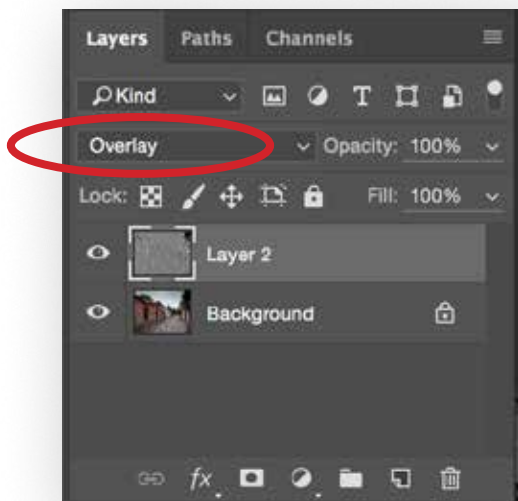 Layers Paths Channels
Kind T
Overlay Opacity: 100%
Lock: Fill: 100%
Layer 2
Background
fx